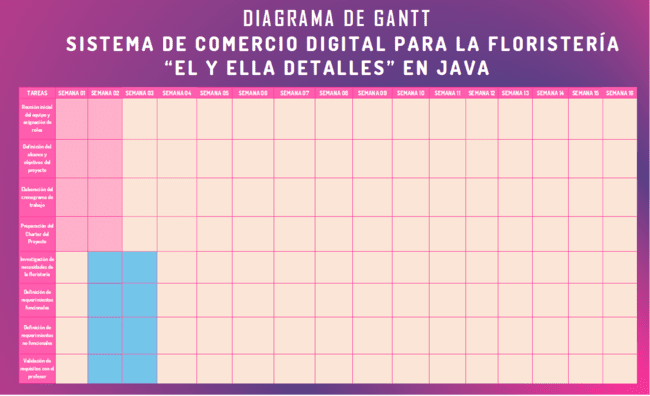 DIAGRAMA DE GANTT
SISTEMA DE COMERCIO DIGITAL PARA LA FLORISTERÍA
“EL Y ELLA DETALLES” EN JAVA
TAREAS SEMANA 01 SEMANA 02 SEMANA 03 SEMANA 04 SEMANA 05 SEMANA 06 SEMANA 07 SEMANA 08 SEMANA 09 SEMANA 10 SEMANA 11 SEMANA 12 SEMANA 13 SEMANA 14 SEMANA 15 SEMANA 16
Reunión inicial
del equipo y
asignación de
roles
Definición del
alcance y
objetivos del
proyecto
Elaboración del
cronograma de
trabajo
Preparación del
Charter del
Proyecto
Investigación de
necesidades de
la floristería
Definición de
requerimientos
funcionales
Definición de
requerimientos
no funcionales
Validación de
requisitos con el
profesor